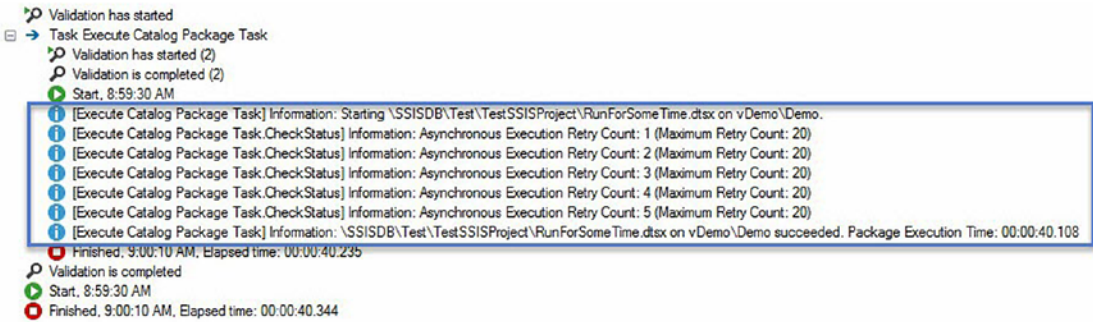 Validation has started
Task Execute Catalog Package Task
Validation has started (2)
Validation is completed (2)
Start, 8:59:30 AM
[Execute Catalog Package Task] Information: Starting \SSISDB\Test\TestSSISProject\RunForSomeTime.dtsx on vDemo\Demo.
[Execute Catalog Package Task.CheckStatus] Information: Asynchronous Execution Retry Count: 1 (Maximum Retry Count: 20)
[Execute Catalog Package Task.CheckStatus] Information: Asynchronous Execution Retry Count: 2 (Maximum Retry Count: 20)
[Execute Catalog Package Task.CheckStatus] Information: Asynchronous Execution Retry Count: 3 (Maximum Retry Count: 20)
[Execute Catalog Package Task.CheckStatus] Information: Asynchronous Execution Retry Count: 4 (Maximum Retry Count: 20)
[Execute Catalog Package Task.CheckStatus] Information: Asynchronous Execution Retry Count: 5 (Maximum Retry Count: 20)
[Execute Catalog Package Task] Information: \SSISDB\Test\TestSSISProject\RunForSomeTime.dtsx on vDemo\Demo succeeded. Package Execution Time: 00:00:40.108
Finished, 9:00:10 AM, Elapsed time: 00:00:40.235
Validation is completed
Start, 8:59:30 AM
Finished, 9:00:10 AM, Elapsed time: 00:00:40.344